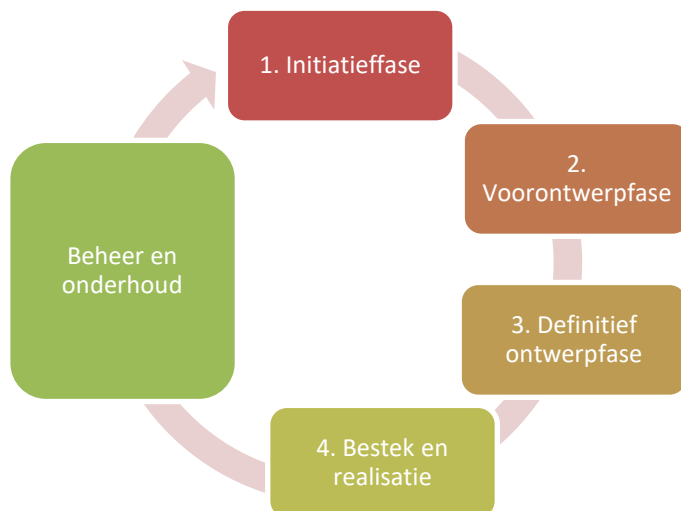 1. Initiatieffase
2.
Voorontwerpfase
3. Definitief
ontwerpfase
4. Bestek en
realisatie
Beheer en
onderhoud